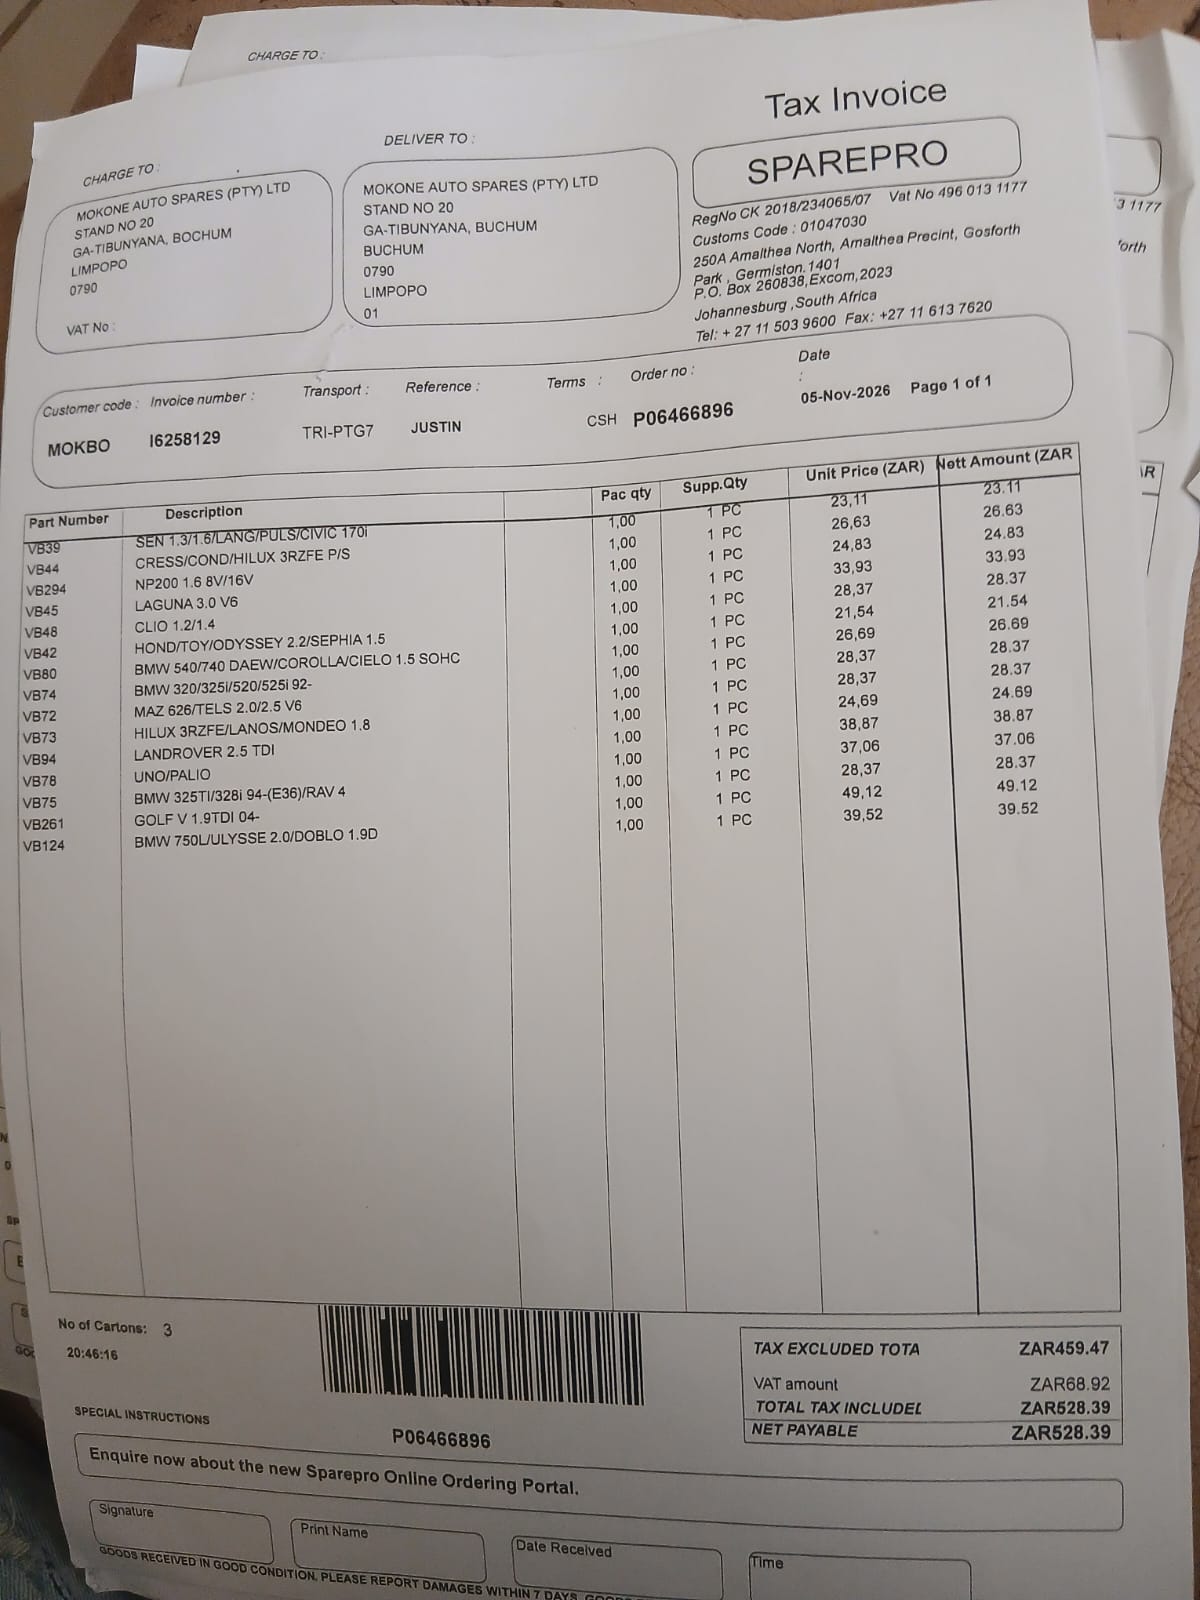 CHARGE TO :
Tax Invoice
CHARGE TO :
MOKONE AUTO SPARES (PTY) LTD
STAND NO 20
GA-TIBUNYANA, BOCHUM
LIMPOPO
0790
VAT No :
DELIVER TO :
MOKONE AUTO SPARES (PTY) LTD
STAND NO 20
GA-TIBUNYANA, BUCHUM
BUCHUM
0790
LIMPOPO
01
SPAREPRO
RegNo CK 2018/234065/07 Vat No 496 013 1177
Customs Code : 01047030
250A Amalthea North, Amalthea Precint, Gosforth
Park , Germiston.1401
P.O. Box 260838,Excom,2023
Johannesburg ,South Africa
Tel: + 27 11 503 9600 Fax: +27 11 613 7620
3 1177
forth
Customer code : Invoice number : Transport : Reference : Terms : Order no : Date :
MOKBO I6258129 TRI-PTG7 JUSTIN CSH P06466896 05-Nov-2026 Page 1 of 1
Part Number Description Pac qty Supp.Qty Unit Price (ZAR) Nett Amount (ZAR
VB39 SEN 1.3/1.6/LANG/PULS/CIVIC 170i 1,00 1 PC 23,11 23.11
VB44 CRESS/COND/HILUX 3RZFE P/S 1,00 1 PC 26,63 26.63
VB294 NP200 1.6 8V/16V 1,00 1 PC 24,83 24.83
VB45 LAGUNA 3.0 V6 1,00 1 PC 33,93 33.93
VB48 CLIO 1.2/1.4 1,00 1 PC 28,37 28.37
VB42 HOND/TOY/ODYSSEY 2.2/SEPHIA 1.5 1,00 1 PC 21,54 21.54
VB80 BMW 540/740 DAEW/COROLLA/CIELO 1.5 SOHC 1,00 1 PC 26,69 26.69
VB74 BMW 320/325I/520/525i 92- 1,00 1 PC 28,37 28.37
VB72 MAZ 626/TELS 2.0/2.5 V6 1,00 1 PC 28,37 28.37
VB73 HILUX 3RZFE/LANOS/MONDEO 1.8 1,00 1 PC 24,69 24.69
VB94 LANDROVER 2.5 TDI 1,00 1 PC 38,87 38.87
VB78 UNO/PALIO 1,00 1 PC 37,06 37.06
VB75 BMW 325TI/328i 94-(E36)/RAV 4 1,00 1 PC 28,37 28.37
VB261 GOLF V 1.9TDI 04- 1,00 1 PC 49,12 49.12
VB124 BMW 750L/ULYSSE 2.0/DOBLO 1.9D 1,00 1 PC 39,52 39.52
No of Cartons: 3
20:46:16
TAX EXCLUDED TOTA ZAR459.47
VAT amount ZAR68.92
TOTAL TAX INCLUDEL ZAR528.39
NET PAYABLE ZAR528.39
SPECIAL INSTRUCTIONS
P06466896
Enquire now about the new Sparepro Online Ordering Portal.
Signature
Print Name
Date Received
Time
GOODS RECEIVED IN GOOD CONDITION. PLEASE REPORT DAMAGES WITHIN 7 DAYS.